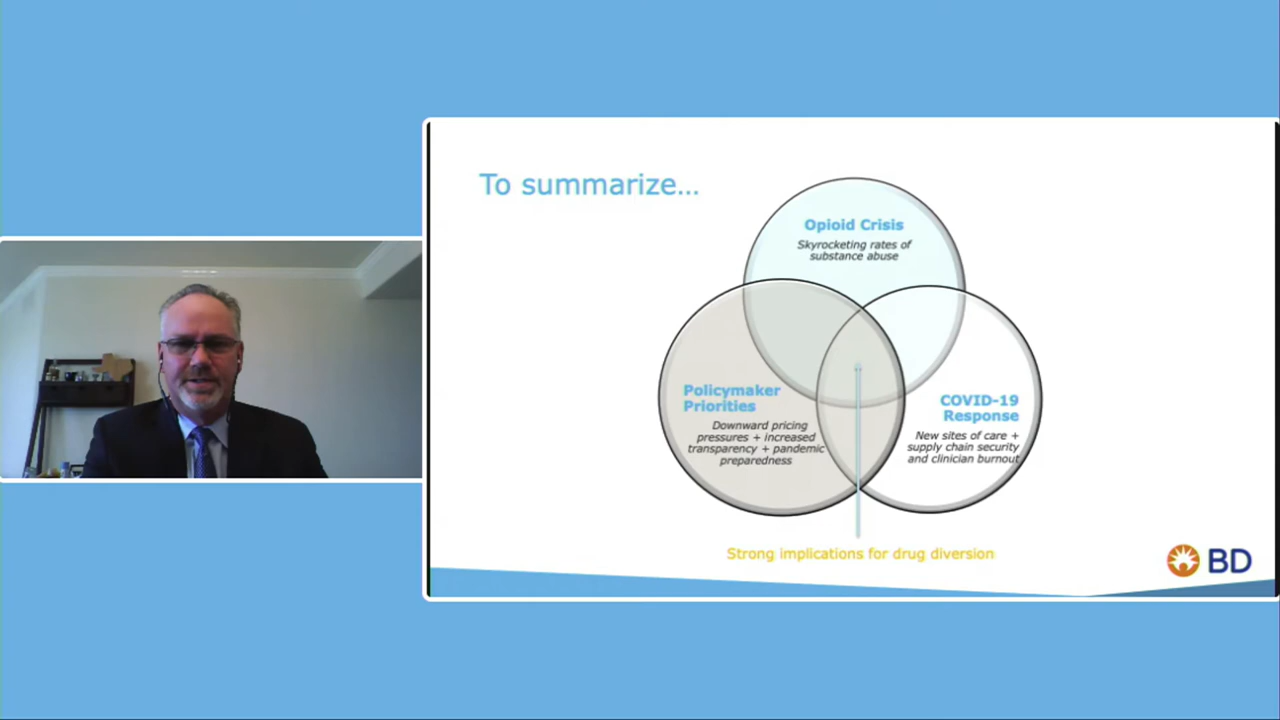 To summarize...
Opioid Crisis
Skyrocketing rates of
substance abuse
Policymaker
Priorities
Downward pricing
pressures + increased
transparency + pandemic
preparedness
COVID-19
Response
New sites of care +
supply chain security
and clinician burnout
Strong implications for drug diversion
BD